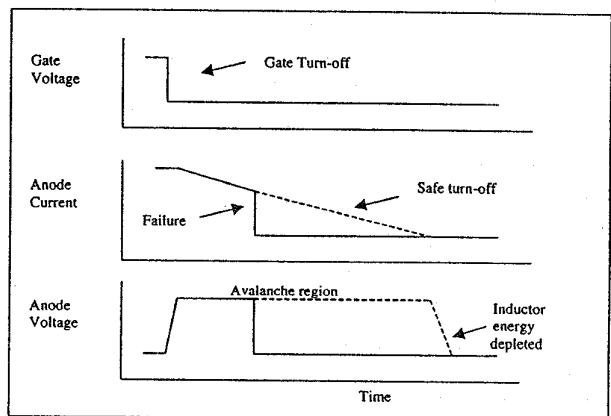 Gate
Voltage
Gate Turn-off
Anode
Current
Safe turn-off
Failure
Anode
Voltage
Avalanche region
Inductor
energy
depleted
Time